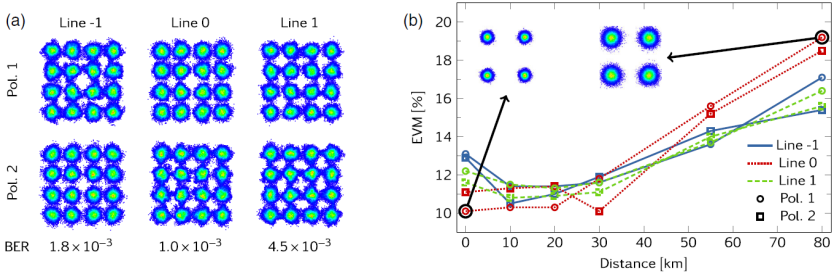 (a)
Line -1 Line 0 Line 1
Pol. 1
Pol. 2
BER 1.8×10⁻³ 1.0×10⁻³ 4.5×10⁻³
(b)
EVM [%]
20
18
16
14
12
10
Line -1
Line 0
Line 1
Pol. 1
Pol. 2
0 10 20 30 40 50 60 70 80
Distance [km]